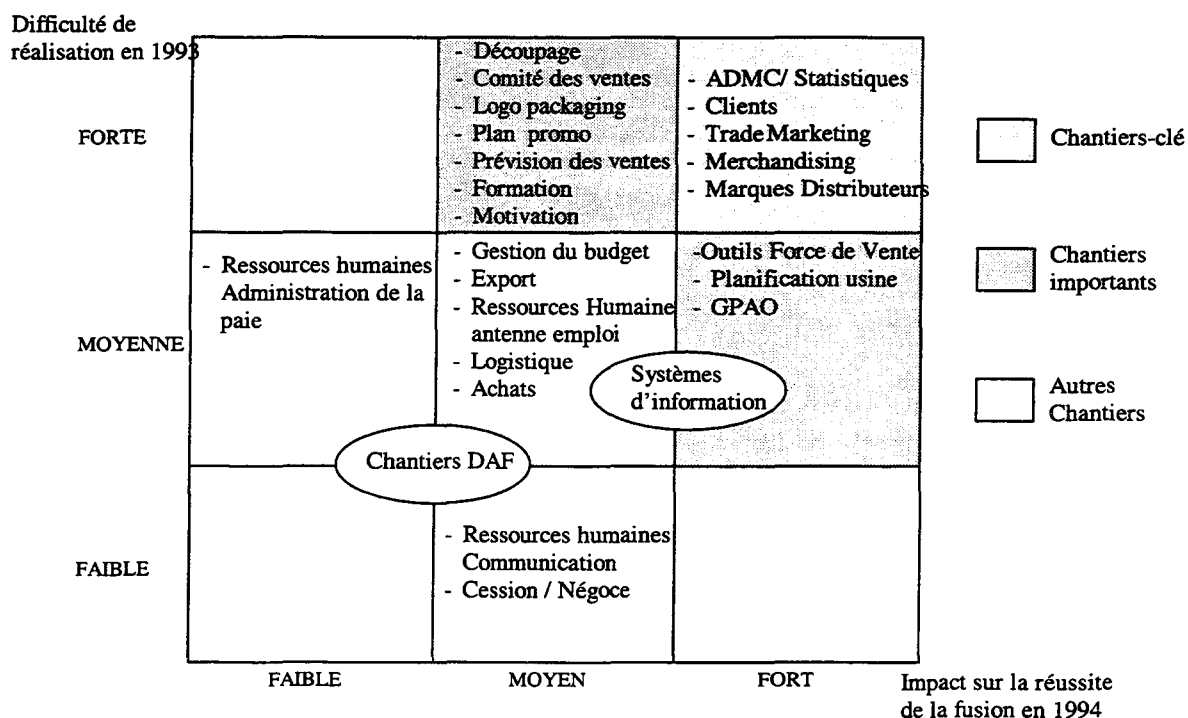 Difficulté de
réalisation en 1993
FORTE
- Découpage
- Comité des ventes
- Logo packaging
- Plan promo
- Prévision des ventes
- Formation
- Motivation
- ADMC/ Statistiques
- Clients
- Trade Marketing
- Merchandising
- Marques Distributeurs
Chantiers-clé
MOYENNE
- Ressources humaines
Administration de la
paie
- Gestion du budget
- Export
- Ressources Humaine
antenne emploi
- Logistique
- Achats
-Outils Force de Vente
- Planification usine
- GPAO
Systèmes
d'information
Chantiers
importants
Autres
Chantiers
Chantiers DAF
FAIBLE
- Ressources humaines
Communication
- Cession / Négoce
FAIBLE
MOYEN
FORT
Impact sur la réussite
de la fusion en 1994